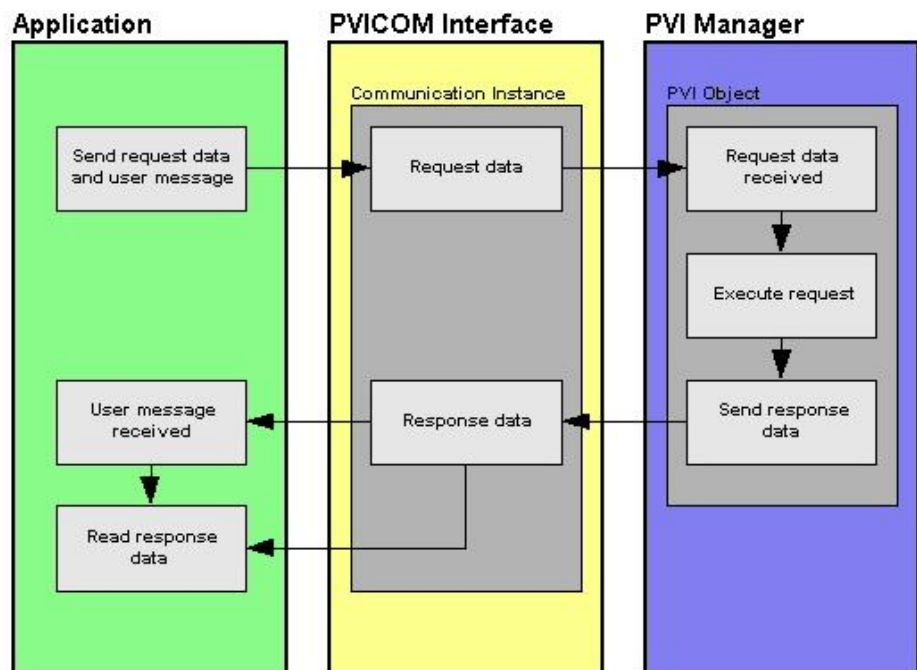 Application
PVICOM Interface
PVI Manager
Communication Instance
PVI Object
Send request data
and user message
Request data
Request data
received
Execute request
User message
received
Response data
Send response
data
Read response
data